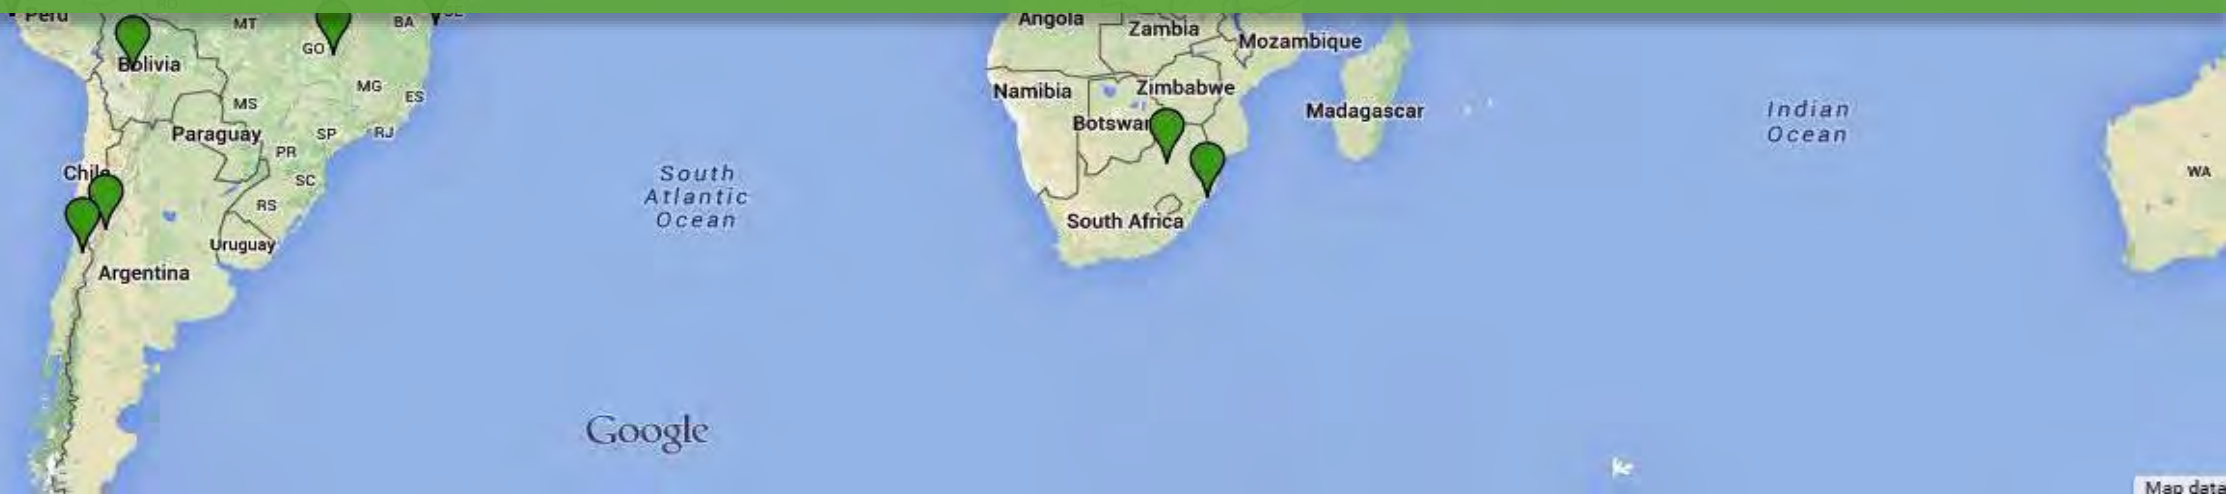 Peru
MT
BA
Angola
Zambia
GO
Mozambique
Bolivia
MG
ES
Namibia
Zimbabwe
MS
Madagascar
Indian
Ocean
Paraguay
SP
RJ
Botswan
PR
Chile
SC
South
Atlantic
Ocean
WA
RS
South Africa
Uruguay
Argentina
Google
Map data